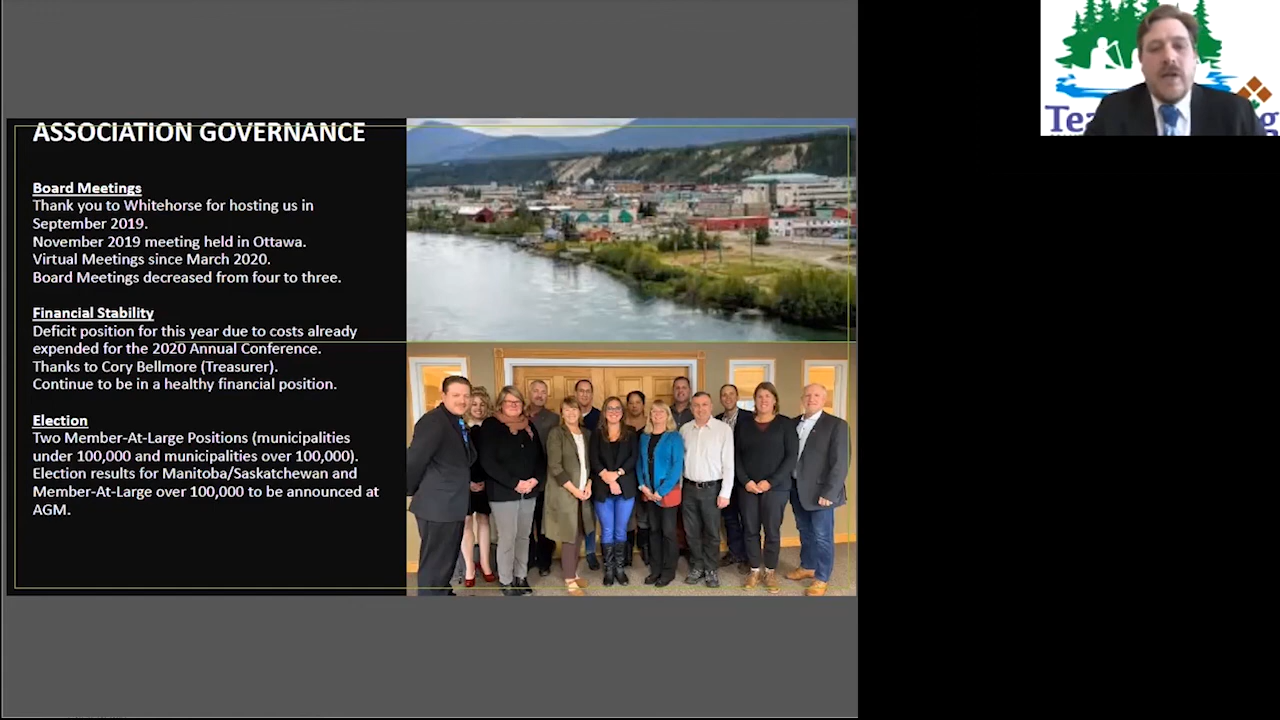 ASSOCIATION GOVERNANCE
Board Meetings
Thank you to Whitehorse for hosting us in
September 2019.
November 2019 meeting held in Ottawa.
Virtual Meetings since March 2020.
Board Meetings decreased from four to three.
Financial Stability
Deficit position for this year due to costs already
expended for the 2020 Annual Conference.
Thanks to Cory Bellmore (Treasurer).
Continue to be in a healthy financial position.
Election
Two Member-At-Large Positions (municipalities
under 100,000 and municipalities over 100,000).
Election results for Manitoba/Saskatchewan and
Member-At-Large over 100,000 to be announced at
AGM.